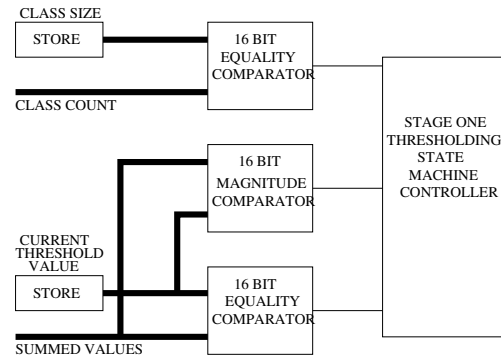 CLASS SIZE
STORE
CLASS COUNT
16 BIT
EQUALITY
COMPARATOR
16 BIT
MAGNITUDE
COMPARATOR
CURRENT
THRESHOLD
VALUE
STORE
SUMMED VALUES
16 BIT
EQUALITY
COMPARATOR
STAGE ONE
THRESHOLDING
STATE
MACHINE
CONTROLLER